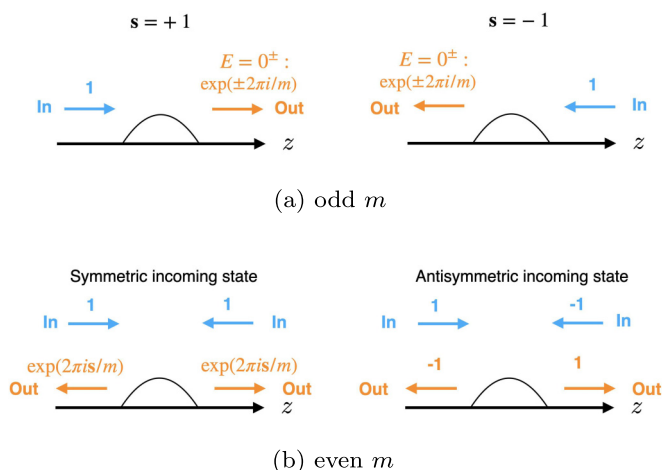 s = + 1
s = − 1
E = 0± :
exp(±2πi/m)
1
In
Out
z
E = 0± :
exp(±2πi/m)
Out
1
In
z
(a) odd m
Symmetric incoming state
Antisymmetric incoming state
1
1
In
In
exp(2πis/m)
exp(2πis/m)
Out
Out
z
1
-1
In
In
-1
1
Out
Out
z
(b) even m